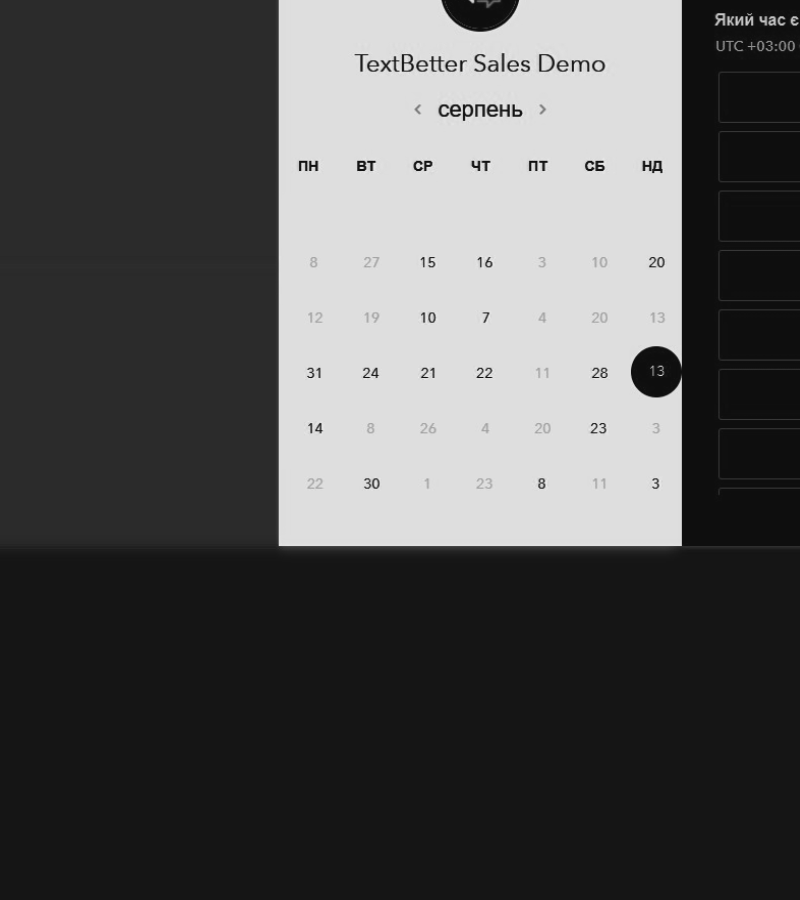 TextBetter Sales Demo
< серпень >
ПН ВТ СР ЧТ ПТ СБ НД
8 27 15 16 3 10 20
12 19 10 7 4 20 13
31 24 21 22 11 28 13
14 8 26 4 20 23 3
22 30 1 23 8 11 3
Який час є
UTC +03:00